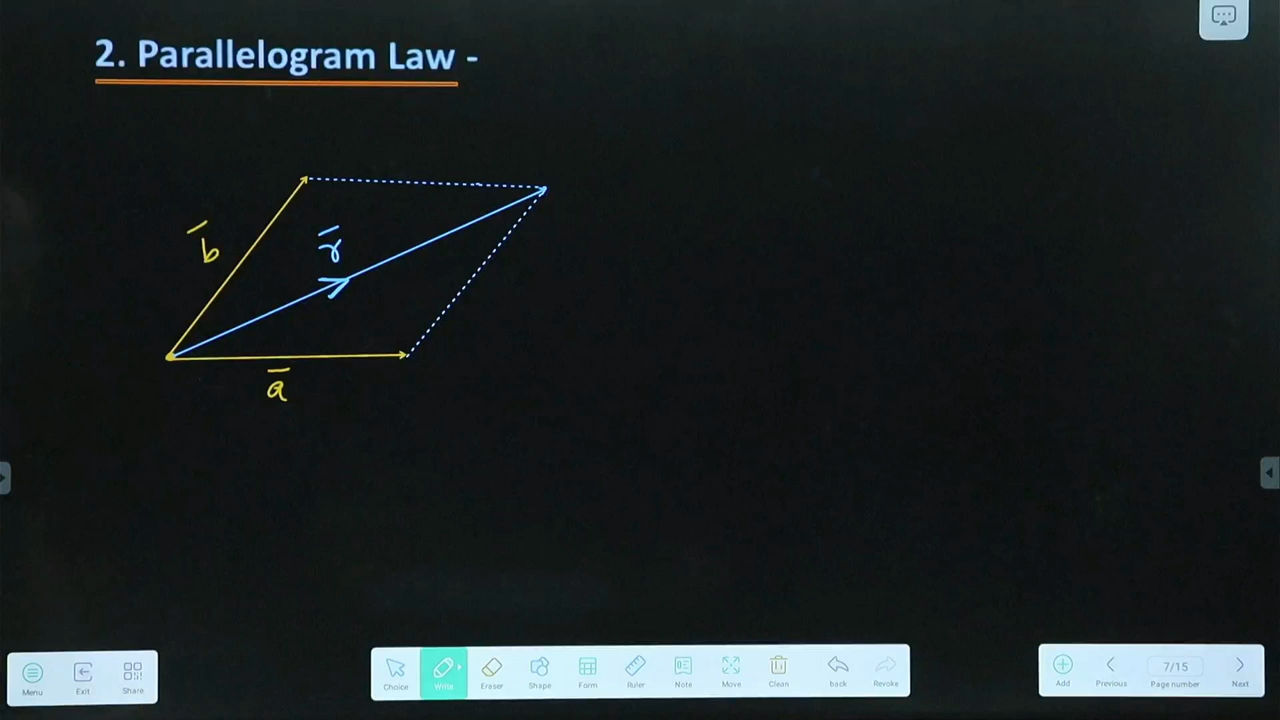 2. Parallelogram Law -
b̅
r̅
a̅
Menu
Exit
Share
Choice
Write
Eraser
Shape
Form
Ruler
Note
Move
Clean
back
Revoke
Add
Previous
7/15
Page number
Next